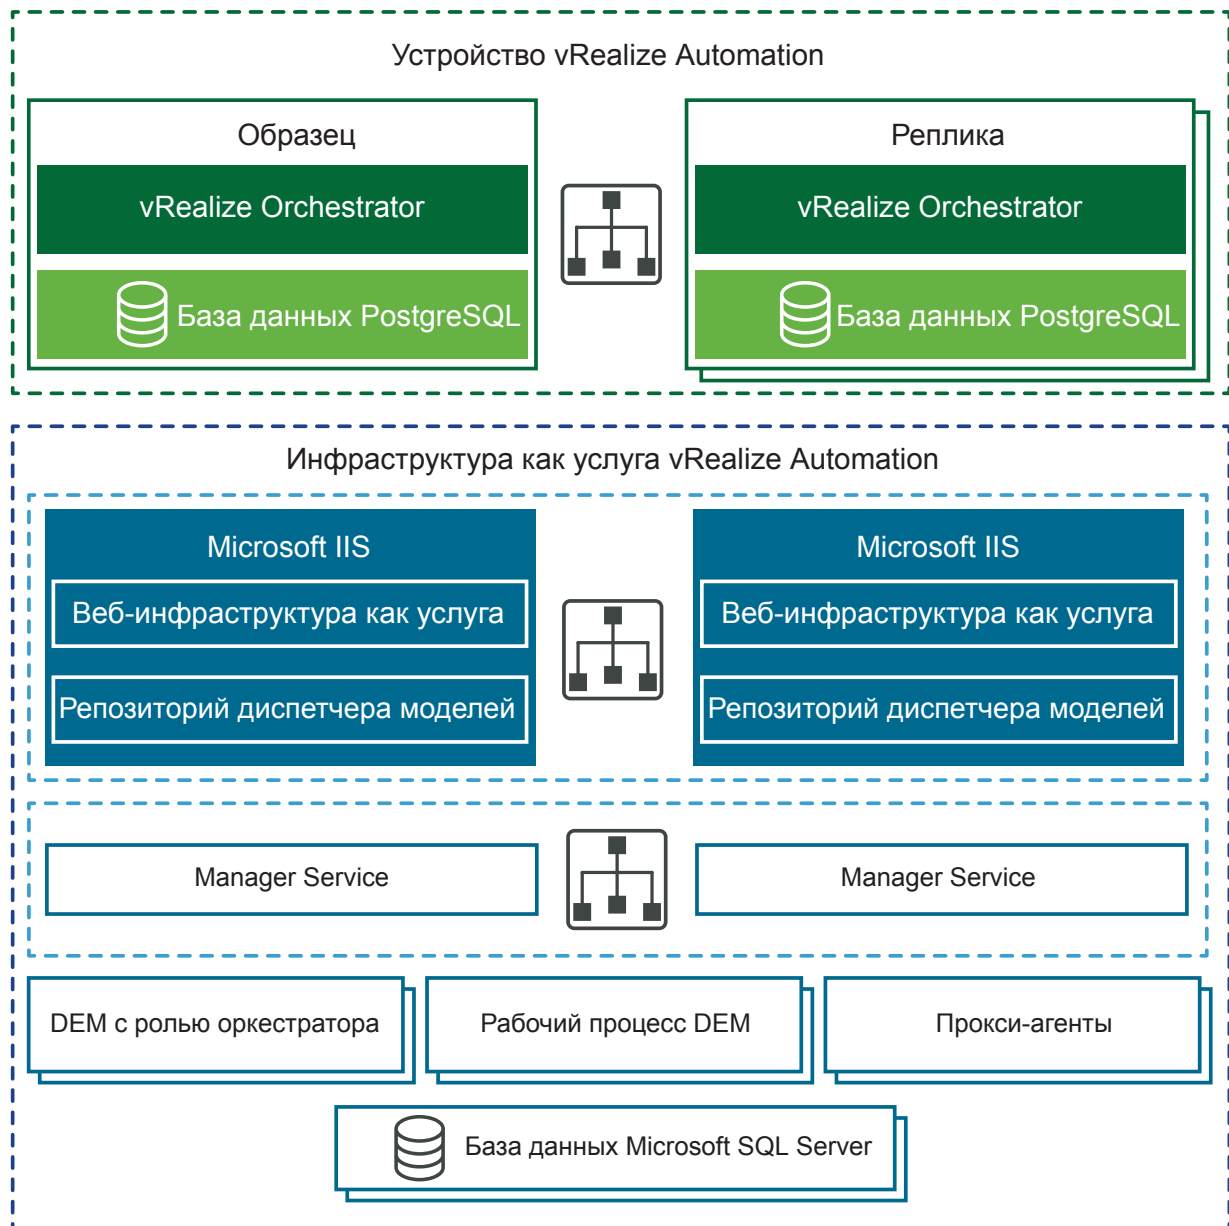 Устройство vRealize Automation
Образец
Реплика
vRealize Orchestrator
vRealize Orchestrator
База данных PostgreSQL
База данных PostgreSQL
Инфраструктура как услуга vRealize Automation
Microsoft IIS
Microsoft IIS
Веб-инфраструктура как услуга
Веб-инфраструктура как услуга
Репозиторий диспетчера моделей
Репозиторий диспетчера моделей
Manager Service
Manager Service
DEM с ролью оркестратора
Рабочий процесс DEM
Прокси-агенты
База данных Microsoft SQL Server